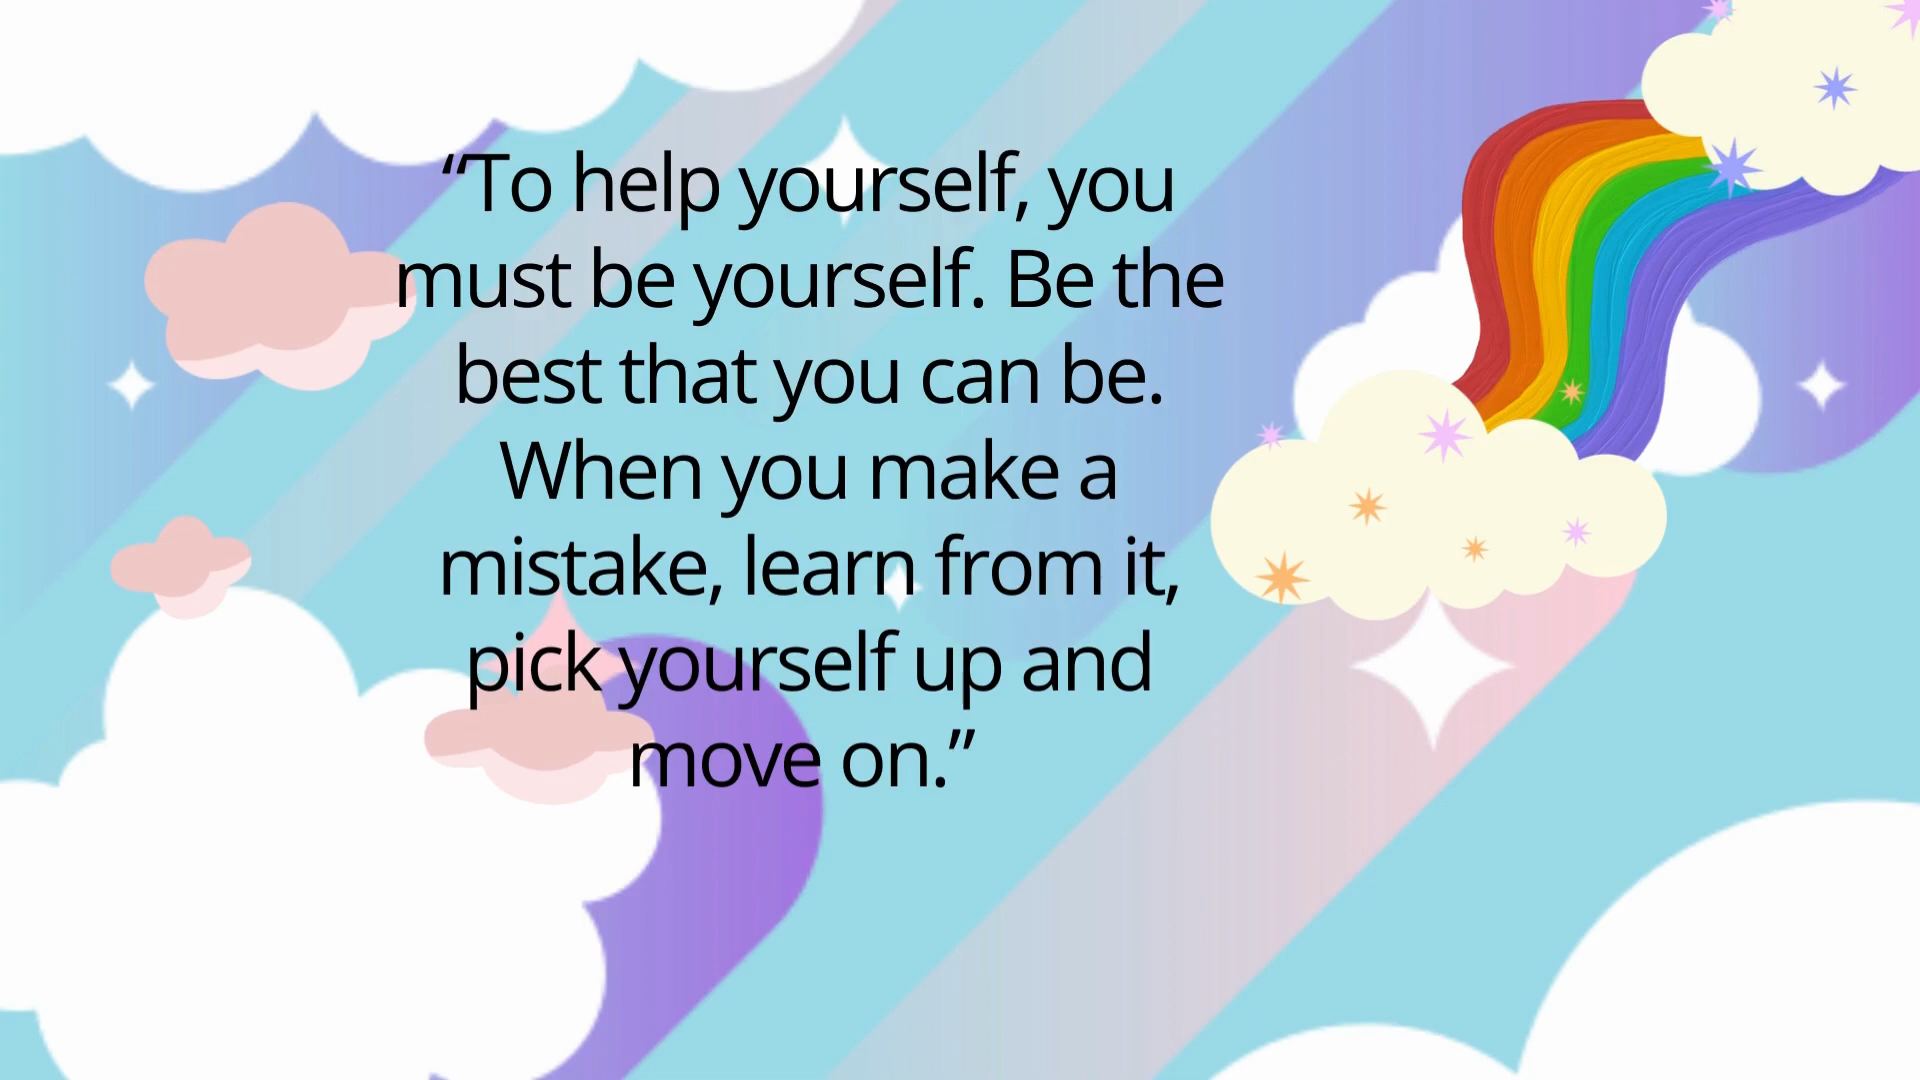 “To help yourself, you
must be yourself. Be the
best that you can be.
When you make a
mistake, learn from it,
pick yourself up and
move on.”